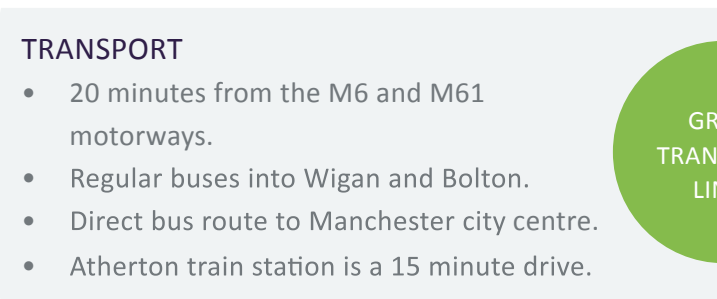 TRANSPORT
• 20 minutes from the M6 and M61
motorways.
• Regular buses into Wigan and Bolton.
• Direct bus route to Manchester city centre.
• Atherton train station is a 15 minute drive.